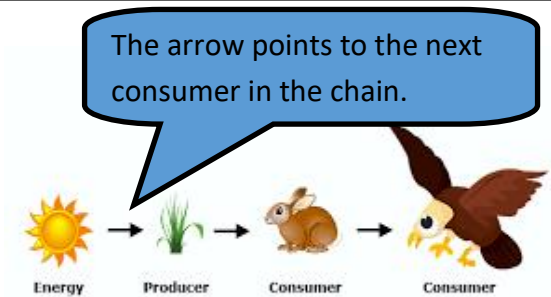 The arrow points to the next
consumer in the chain.
Energy Producer Consumer Consumer